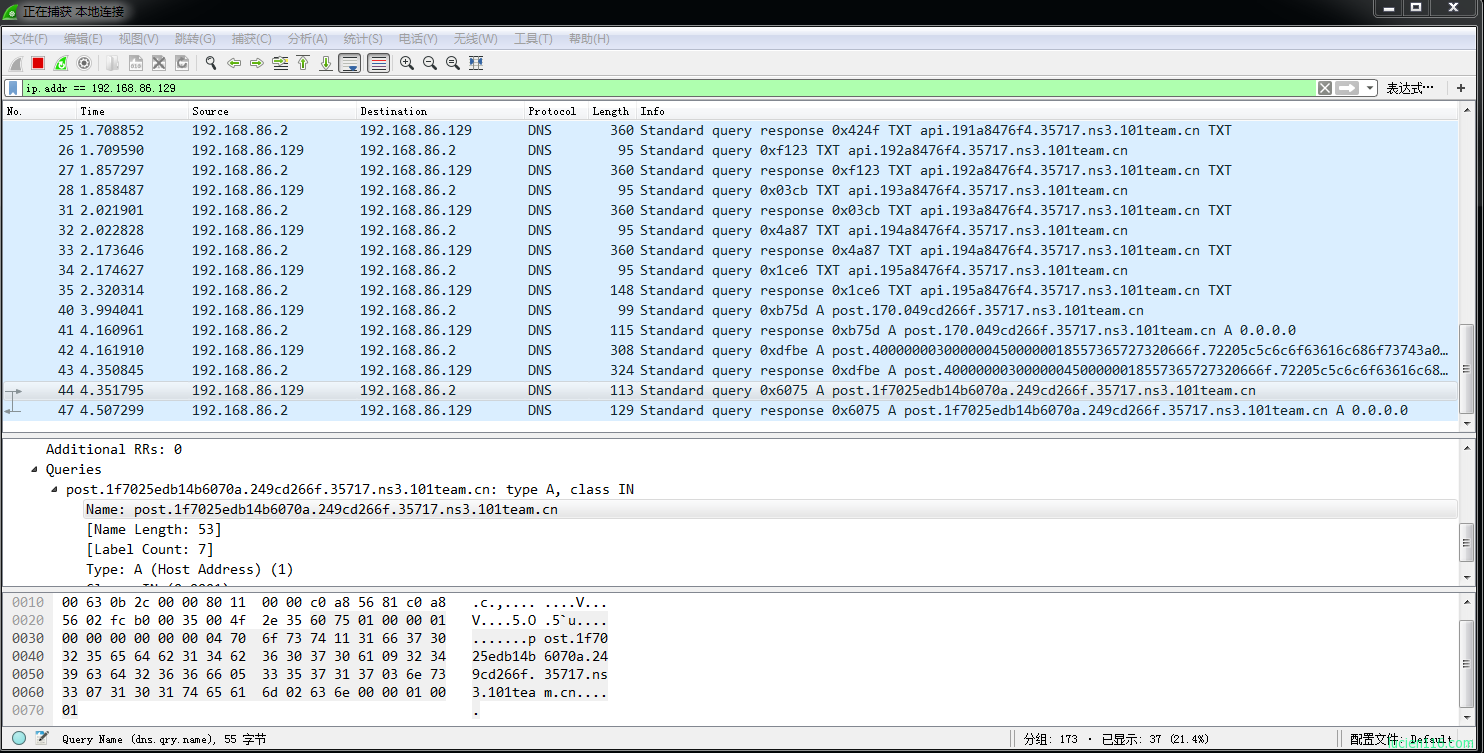 正在捕获 本地连接
文件(F) 编辑(E) 视图(V) 跳转(G) 捕获(C) 分析(A) 统计(S) 电话(Y) 无线(W) 工具(T) 帮助(H)
ip.addr == 192.168.86.129 表达式… +
No. Time Source Destination Protocol Length Info
25 1.708852 192.168.86.2 192.168.86.129 DNS 360 Standard query response 0x424f TXT api.191a8476f4.35717.ns3.101team.cn TXT
26 1.709590 192.168.86.129 192.168.86.2 DNS 95 Standard query 0xf123 TXT api.192a8476f4.35717.ns3.101team.cn
27 1.857297 192.168.86.2 192.168.86.129 DNS 360 Standard query response 0xf123 TXT api.192a8476f4.35717.ns3.101team.cn TXT
28 1.858487 192.168.86.129 192.168.86.2 DNS 95 Standard query 0x03cb TXT api.193a8476f4.35717.ns3.101team.cn
31 2.021901 192.168.86.2 192.168.86.129 DNS 360 Standard query response 0x03cb TXT api.193a8476f4.35717.ns3.101team.cn TXT
32 2.022828 192.168.86.129 192.168.86.2 DNS 95 Standard query 0x4a87 TXT api.194a8476f4.35717.ns3.101team.cn
33 2.173646 192.168.86.2 192.168.86.129 DNS 360 Standard query response 0x4a87 TXT api.194a8476f4.35717.ns3.101team.cn TXT
34 2.174627 192.168.86.129 192.168.86.2 DNS 95 Standard query 0x1ce6 TXT api.195a8476f4.35717.ns3.101team.cn
35 2.320314 192.168.86.2 192.168.86.129 DNS 148 Standard query response 0x1ce6 TXT api.195a8476f4.35717.ns3.101team.cn TXT
40 3.994041 192.168.86.129 192.168.86.2 DNS 99 Standard query 0xb75d A post.170.049cd266f.35717.ns3.101team.cn
41 4.160961 192.168.86.2 192.168.86.129 DNS 115 Standard query response 0xb75d A post.170.049cd266f.35717.ns3.101team.cn A 0.0.0.0
42 4.161910 192.168.86.129 192.168.86.2 DNS 308 Standard query 0xdfbe A post.4000000030000004500000018557365727320666f.72205c5c6c6f63616c686f73743a0…
43 4.350845 192.168.86.2 192.168.86.129 DNS 324 Standard query response 0xdfbe A post.4000000030000004500000018557365727320666f.72205c5c6c6f63616c68…
44 4.351795 192.168.86.129 192.168.86.2 DNS 113 Standard query 0x6075 A post.1f7025edb14b6070a.249cd266f.35717.ns3.101team.cn
47 4.507299 192.168.86.2 192.168.86.129 DNS 129 Standard query response 0x6075 A post.1f7025edb14b6070a.249cd266f.35717.ns3.101team.cn A 0.0.0.0
Additional RRs: 0
Queries
post.1f7025edb14b6070a.249cd266f.35717.ns3.101team.cn: type A, class IN
Name: post.1f7025edb14b6070a.249cd266f.35717.ns3.101team.cn
[Name Length: 53]
[Label Count: 7]
Type: A (Host Address) (1)
0010 00 63 0b 2c 00 00 80 11 00 00 c0 a8 56 81 c0 a8 .c.,.... ....V...
0020 56 02 fc b0 00 35 00 4f 2e 35 60 75 01 00 00 01 V....5.O .5`u....
0030 00 00 00 00 00 00 04 70 6f 73 74 11 31 66 37 30 .......p ost.1f70
0040 32 35 65 64 62 31 34 62 36 30 37 30 61 09 32 34 25edb14b 6070a.24
0050 39 63 64 32 36 36 66 05 33 35 37 31 37 03 6e 73 9cd266f. 35717.ns
0060 33 07 31 30 31 74 65 61 6d 02 63 6e 00 00 01 00 3.101tea m.cn....
0070 01 .
Query Name (dns.qry.name), 55 字节 分组: 173 · 已显示: 37 (21.4%) 配置文件: Default